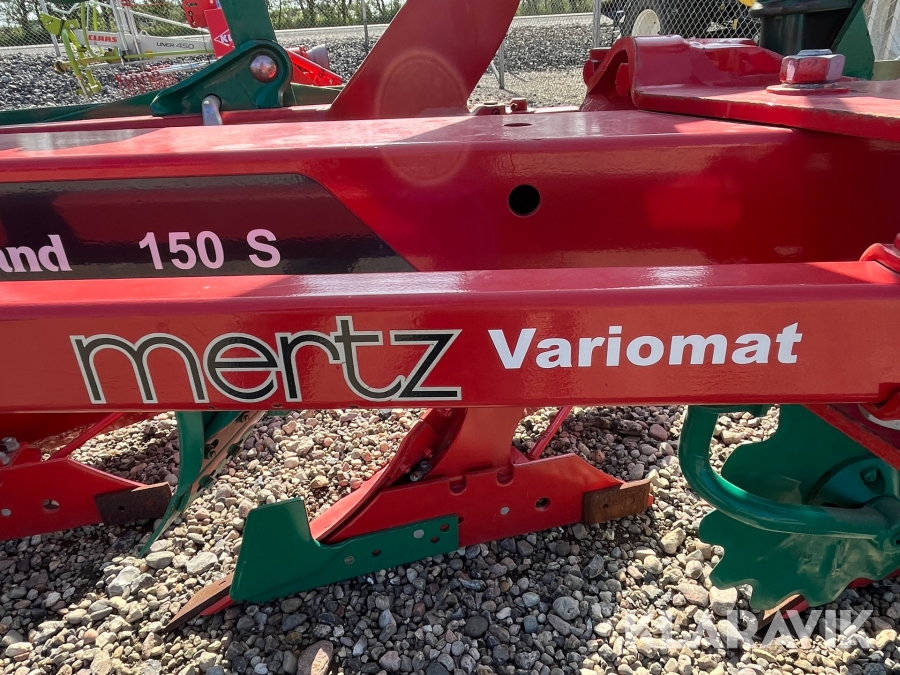 CLAAS
LINER 450
and 150 S
mertz Variomat
KLARAVIK